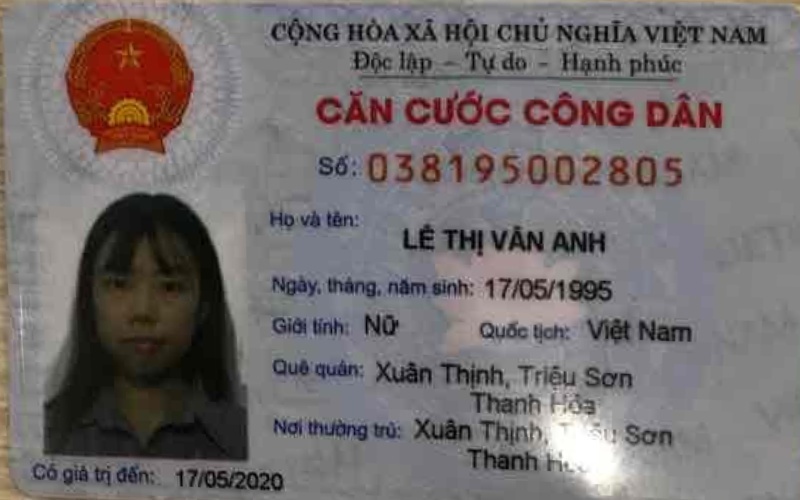 CỘNG HÒA XÃ HỘI CHỦ NGHĨA VIỆT NAM
Độc lập - Tự do - Hạnh phúc
CĂN CƯỚC CÔNG DÂN
Số: 038195002805
Họ và tên:
LÊ THỊ VÂN ANH
Ngày, tháng, năm sinh: 17/05/1995
Giới tính: Nữ Quốc tịch: Việt Nam
Quê quán: Xuân Thịnh, Triệu Sơn
Thanh Hóa
Nơi thường trú: Xuân Thịnh, Sơn
Thanh
Có giá trị đến: 17/05/2020